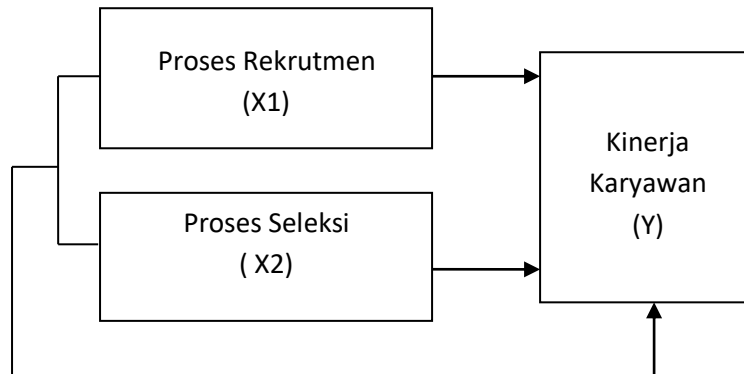 Proses Rekrutmen
(X1)
Proses Seleksi
( X2)
Kinerja
Karyawan
(Y)